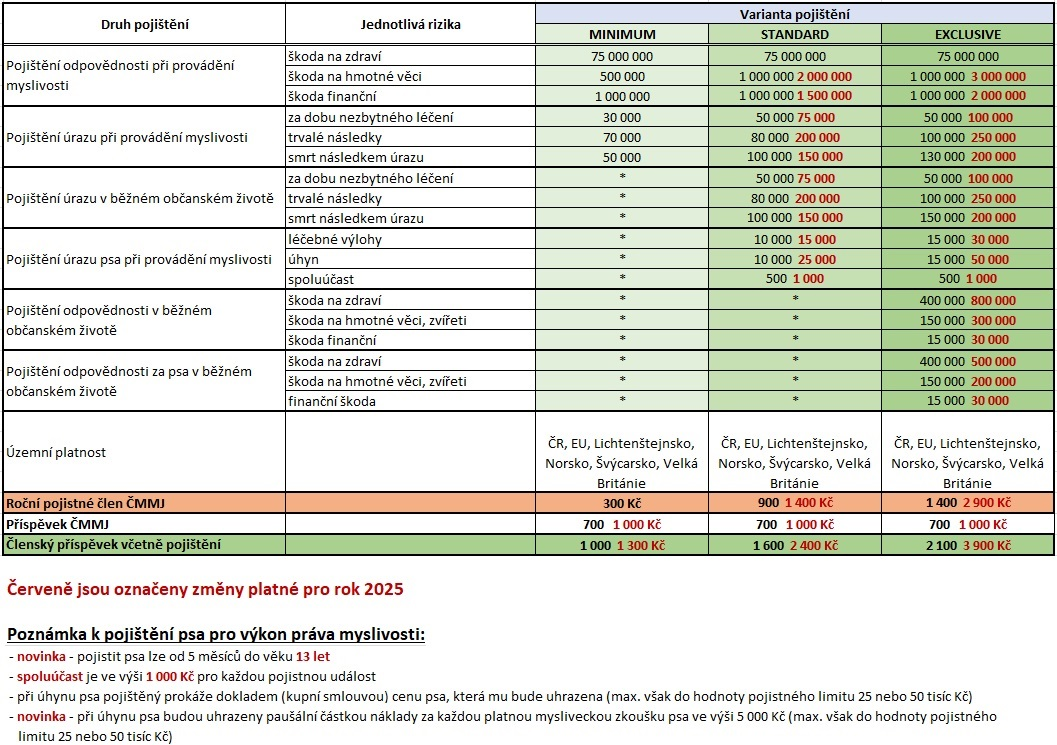 Druh pojištění Jednotlivá rizika Varianta pojištění
MINIMUM STANDARD EXCLUSIVE
Pojištění odpovědnosti při provádění myslivosti
škoda na zdraví 75 000 000 75 000 000 75 000 000
škoda na hmotné věci 500 000 1 000 000 2 000 000 1 000 000 3 000 000
škoda finanční 1 000 000 1 000 000 1 500 000 1 000 000 2 000 000
Pojištění úrazu při provádění myslivosti
za dobu nezbytného léčení 30 000 50 000 75 000 50 000 100 000
trvalé následky 70 000 80 000 200 000 100 000 250 000
smrt následkem úrazu 50 000 100 000 150 000 130 000 200 000
Pojištění úrazu v běžném občanském životě
za dobu nezbytného léčení * 50 000 75 000 50 000 100 000
trvalé následky * 80 000 200 000 100 000 250 000
smrt následkem úrazu * 100 000 150 000 150 000 200 000
Pojištění úrazu psa při provádění myslivosti
léčebné výlohy * 10 000 15 000 15 000 30 000
úhyn * 10 000 25 000 15 000 50 000
spoluúčast * 500 1 000 500 1 000
Pojištění odpovědnosti v běžném
občanském životě
škoda na zdraví * * 400 000 800 000
škoda na hmotné věci, zvířeti * * 150 000 300 000
škoda finanční * * 15 000 30 000
Pojištění odpovědnosti za psa v běžném
občanském životě
škoda na zdraví * * 400 000 500 000
škoda na hmotné věci, zvířeti * * 150 000 200 000
finanční škoda * * 15 000 30 000
Územní platnost
ČR, EU, Lichtenštejnsko, ČR, EU, Lichtenštejnsko, ČR, EU, Lichtenštejnsko,
Norsko, Švýcarsko, Velká Norsko, Švýcarsko, Velká Norsko, Švýcarsko, Velká
Británie Británie Británie
Roční pojistné člen ČMMJ 300 Kč 900 1 400 Kč 1 400 2 900 Kč
Příspěvek ČMMJ 700 1 000 Kč 700 1 000 Kč 700 1 000 Kč
Členský příspěvek včetně pojištění 1 000 1 300 Kč 1 600 2 400 Kč 2 100 3 900 Kč
Červeně jsou označeny změny platné pro rok 2025
Poznámka k pojištění psa pro výkon práva myslivosti:
- novinka - pojistit psa lze od 5 měsíců do věku 13 let
- spoluúčast je ve výši 1 000 Kč pro každou pojistnou událost
- při úhynu psa pojištěný prokáže dokladem (kupní smlouvou) cenu psa, která mu bude uhrazena (max. však do hodnoty pojistného limitu 25 nebo 50 tisíc Kč)
- novinka - při úhynu psa budou uhrazeny paušální částkou náklady za každou platnou mysliveckou zkoušku psa ve výši 5 000 Kč (max. však do hodnoty pojistného
limitu 25 nebo 50 tisíc Kč)